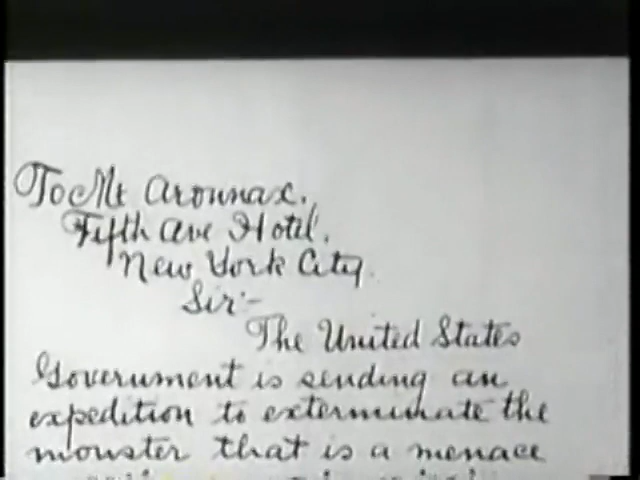 To Mr Aronnax.
Fifth Ave Hotel.
New York City.
Sir:-
The United States
Government is sending an
expedition to exterminate the
monster that is a menace